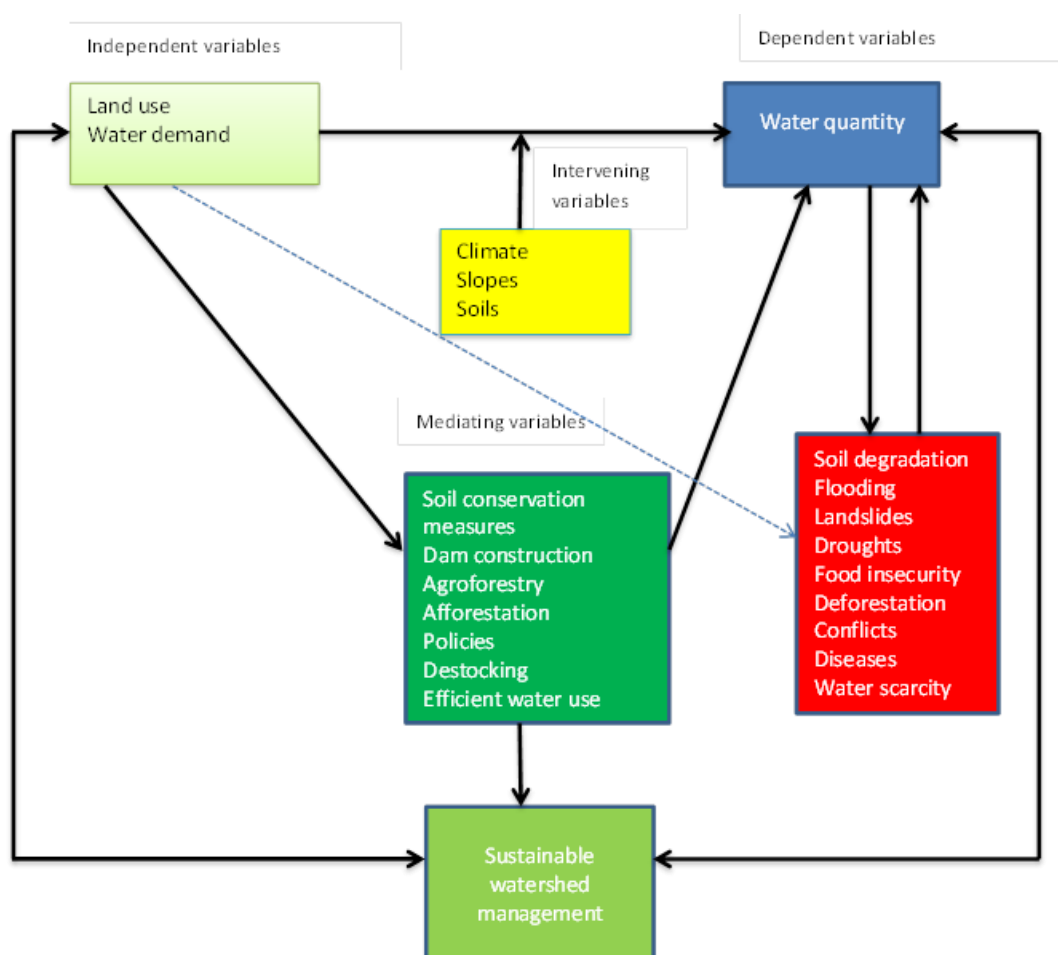 Independent variables
Dependent variables
Land use
Water demand
Water quantity
Intervening
variables
Climate
Slopes
Soils
Mediating variables
Soil conservation
measures
Dam construction
Agroforestry
Afforestation
Policies
Destocking
Efficient water use
Soil degradation
Flooding
Landslides
Droughts
Food insecurity
Deforestation
Conflicts
Diseases
Water scarcity
Sustainable
watershed
management